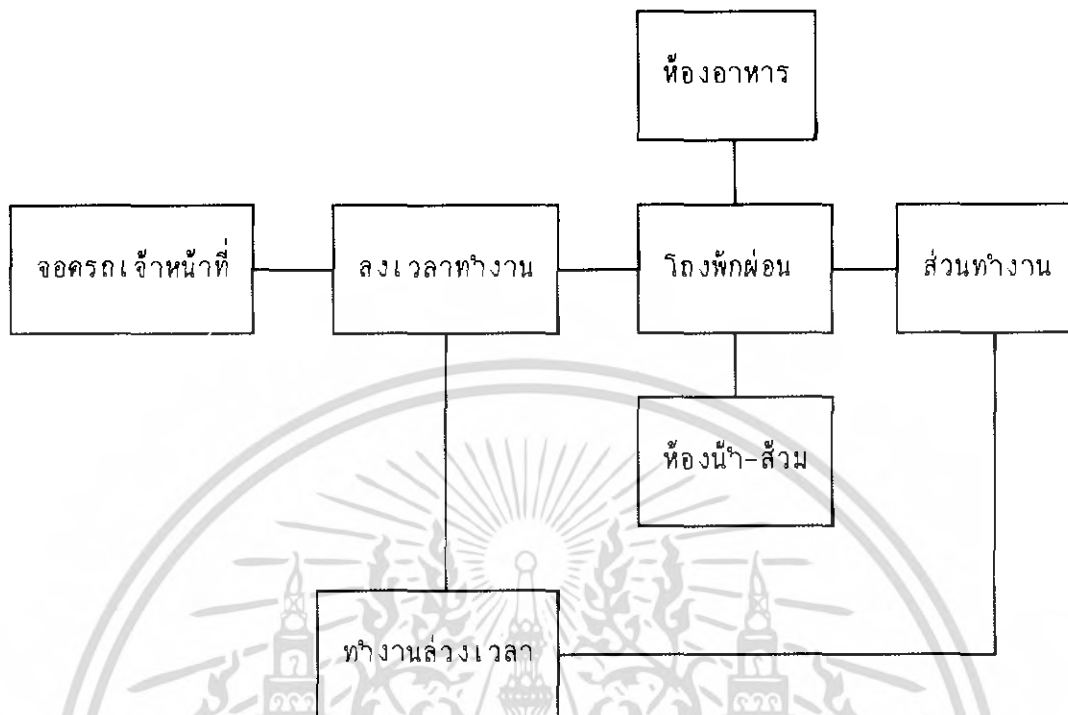 ห้องอาหาร
จอดรถเจ้าหน้าที่
ลงเวลาทำงาน
โถงพักผ่อน
ส่วนทำงาน
ห้องน้ำ-ส้วม
ทำงานล่วงเวลา